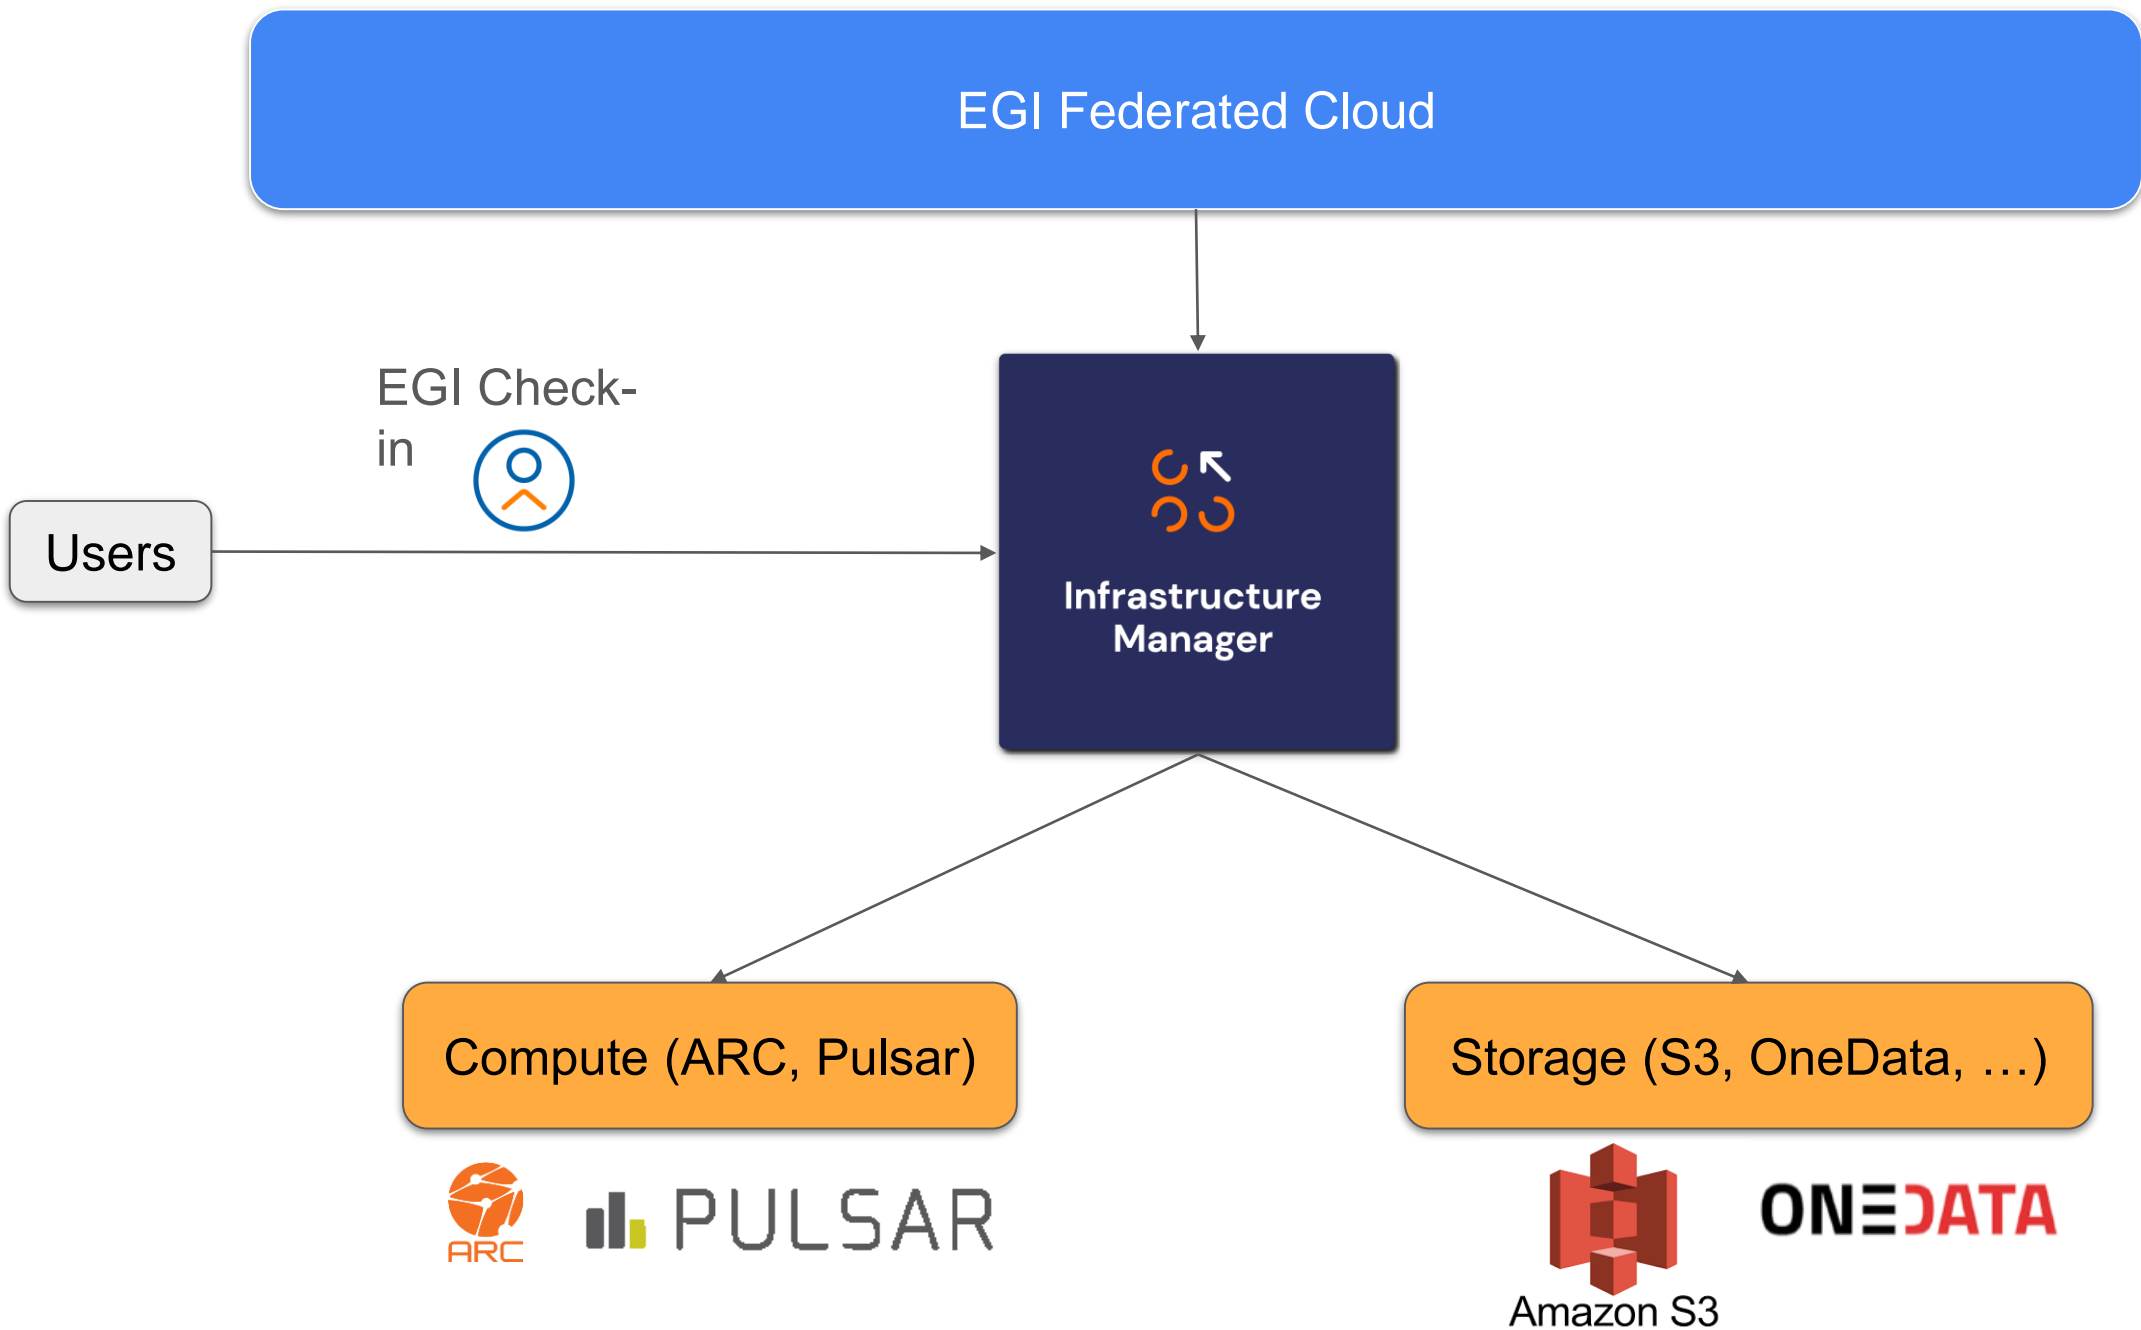 EGI Federated Cloud
EGI Check-
in
Users
Infrastructure
Manager
Compute (ARC, Pulsar)
Storage (S3, OneData, …)
ARC
PULSAR
ONEDATA
Amazon S3